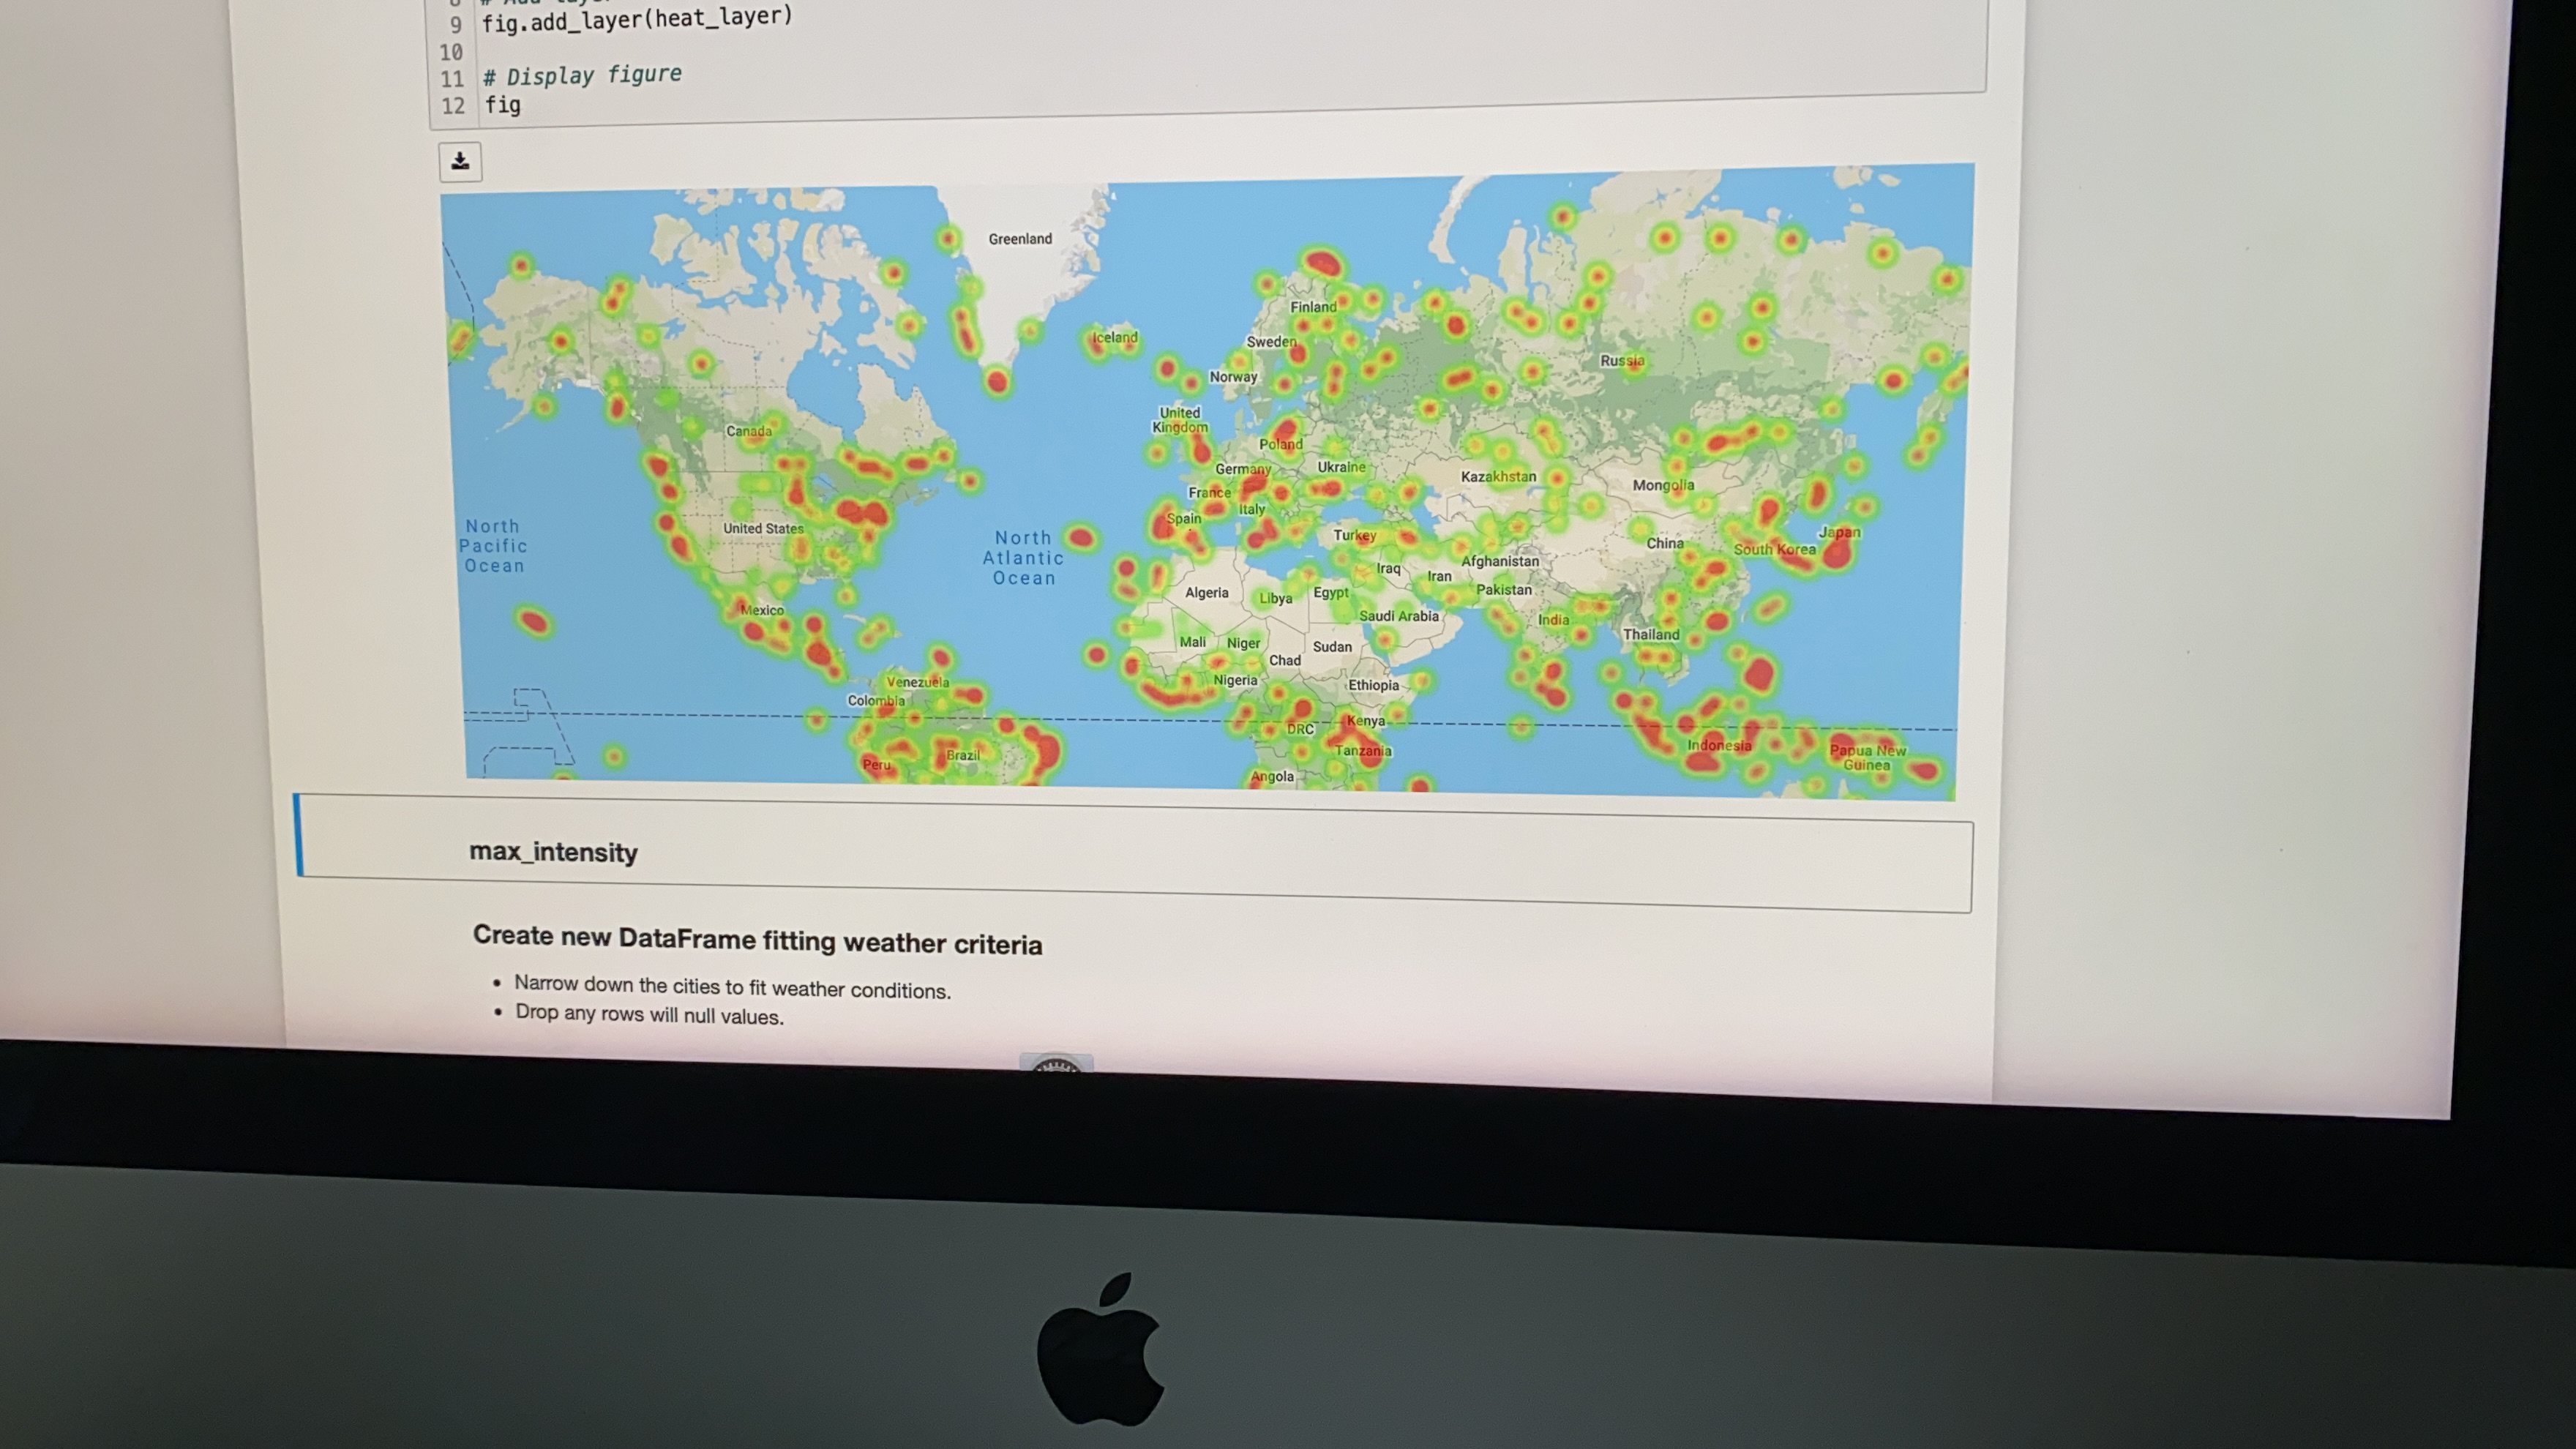 # Add layer
9 fig.add_layer(heat_layer)
10
11 # Display figure
12 fig
Greenland
Finland
Iceland
Sweden
Russia
Norway
United
Kingdom
Canada
Poland
Germany
Ukraine
Kazakhstan
Mongolia
France
Italy
Spain
United States
North
Pacific
Ocean
North
Atlantic
Ocean
Turkey
Japan
China
South Korea
Afghanistan
Iraq
Iran
Pakistan
Algeria
Libya
Egypt
Saudi Arabia
Mexico
India
Thailand
Mali
Niger
Sudan
Chad
Venezuela
Nigeria
Ethiopia
Colombia
DRC
Kenya
Brazil
Peru
Tanzania
Indonesia
Papua New
Guinea
Angola
max_intensity
Create new DataFrame fitting weather criteria
• Narrow down the cities to fit weather conditions.
• Drop any rows will null values.